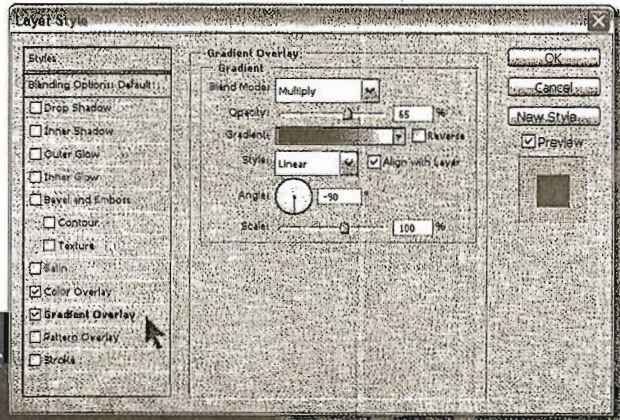 Layer Style
Styles
Blending Options: Default
Drop Shadow
Inner Shadow
Outer Glow
Inner Glow
Bevel and Emboss
Contour
Texture
Satin
Color Overlay
Gradient Overlay
Pattern Overlay
Stroke
Gradient Overlay
Gradient
Blend Mode: Multiply
Opacity: 65 %
Gradient: Reverse
Style: Linear Align with Layer
Angle: -90 °
Scale: 100 %
OK
Cancel
New Style...
Preview